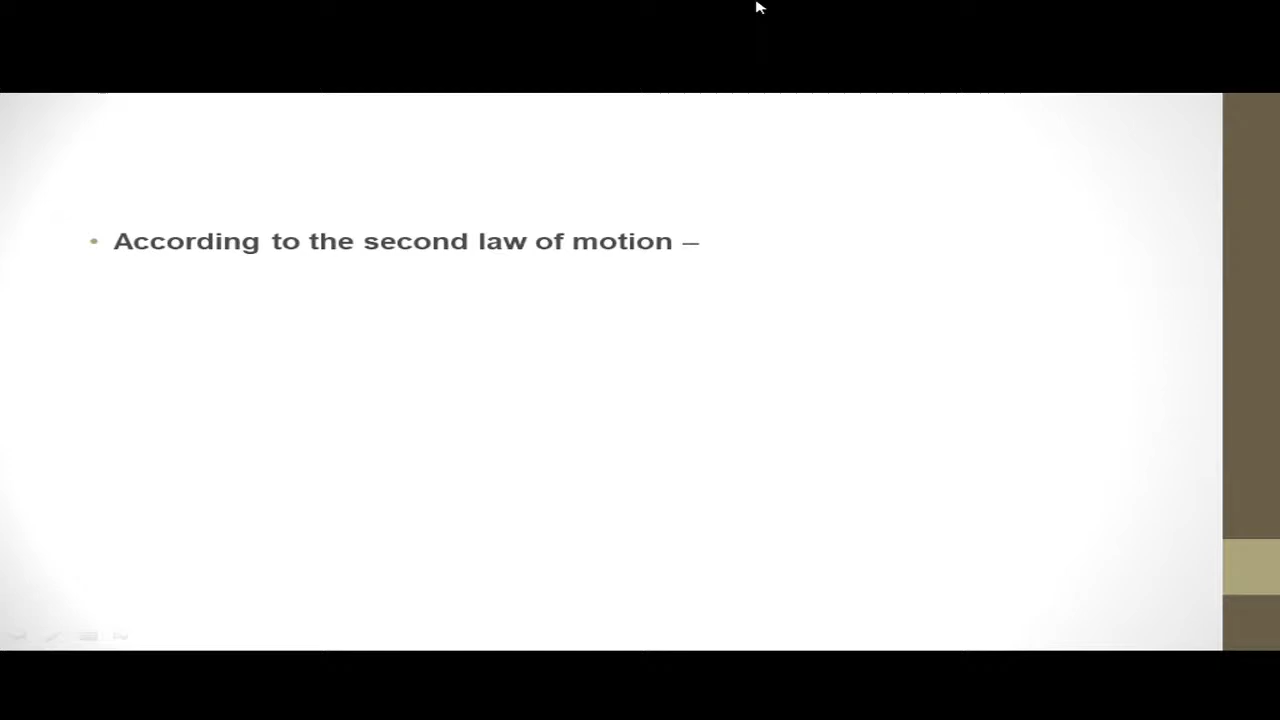 • According to the second law of motion –